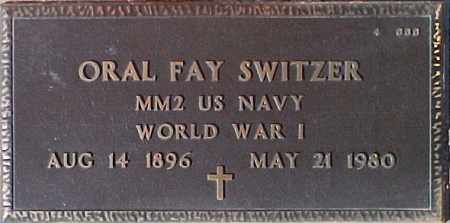 ORAL FAY SWITZER
MM2 US NAVY
WORLD WAR I
AUG 14 1896 MAY 21 1980